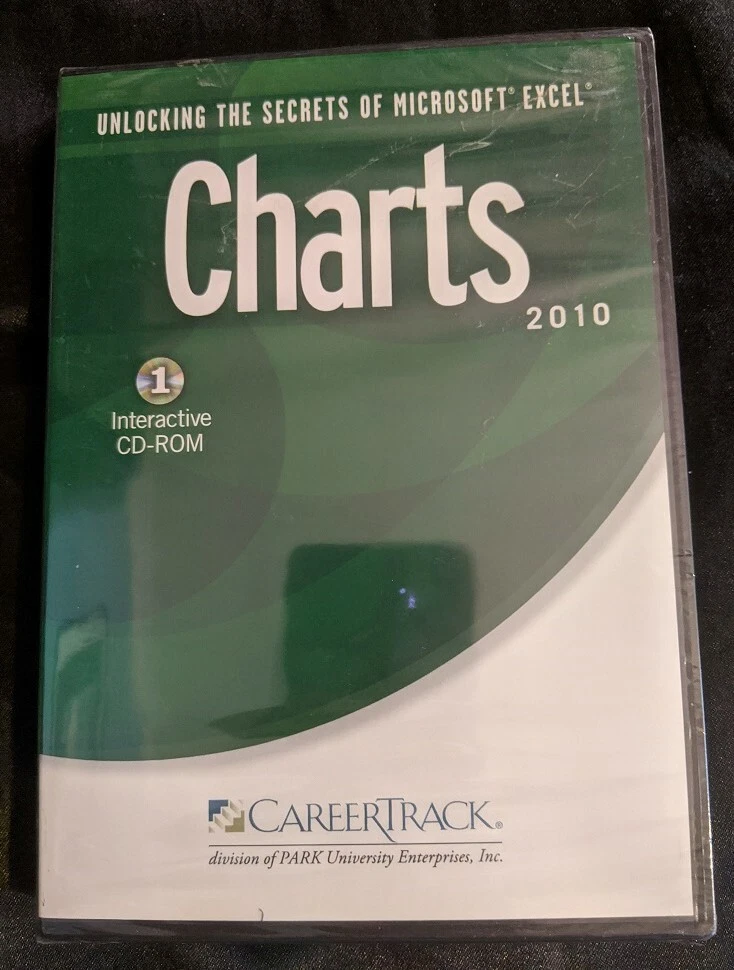 UNLOCKING THE SECRETS OF MICROSOFT® EXCEL®
Charts
2010
1
Interactive
CD-ROM
CAREERTRACK®
division of PARK University Enterprises, Inc.